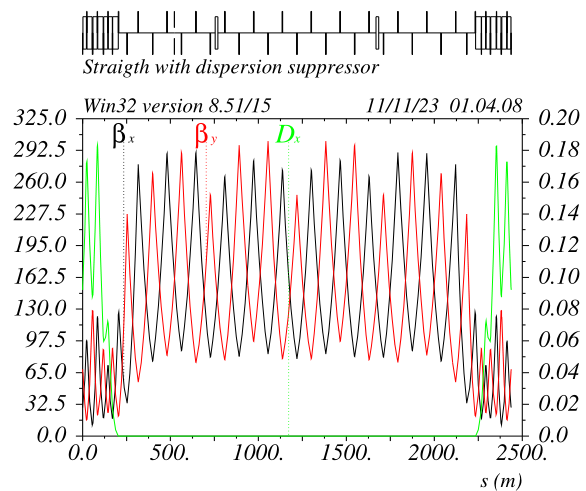 Straigth with dispersion suppressor
Win32 version 8.51/15 11/11/23 01.04.08
325.0 0.20
βx βy Dx
292.5 0.18
260.0 0.16
227.5 0.14
195.0 0.12
162.5 0.10
130.0 0.08
97.5 0.06
65.0 0.04
32.5 0.02
0.0 0.0
0.0 500. 1000. 1500. 2000. 2500.
s (m)